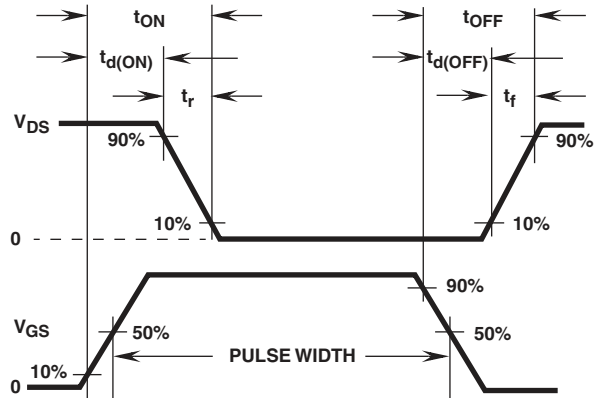 tON tOFF
td(ON) td(OFF)
tr tf
VDS
90% 90%
10% 10%
0
90%
VGS 50% 50%
PULSE WIDTH
10%
0